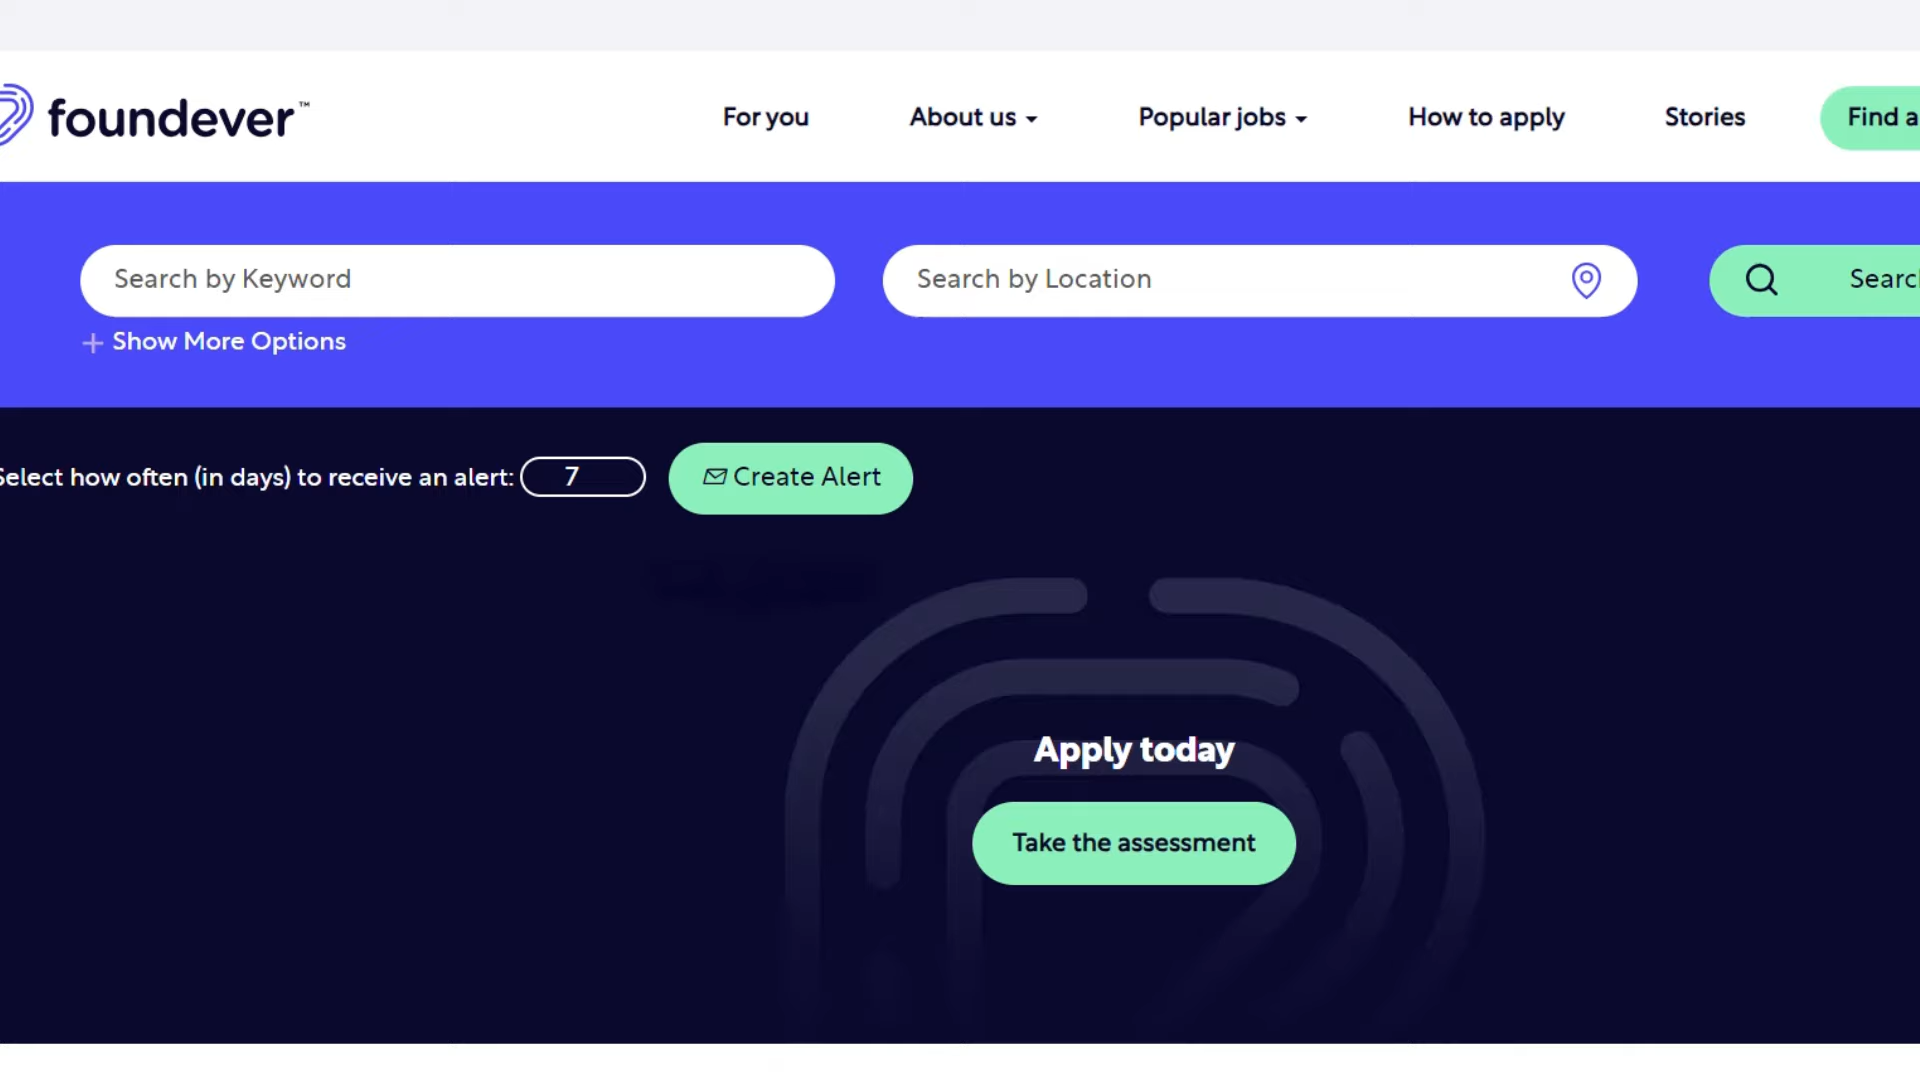 foundever™
For you
About us
Popular jobs
How to apply
Stories
Find a
Search by Keyword
Search by Location
Searc
+ Show More Options
Select how often (in days) to receive an alert:
7
Create Alert
Apply today
Take the assessment